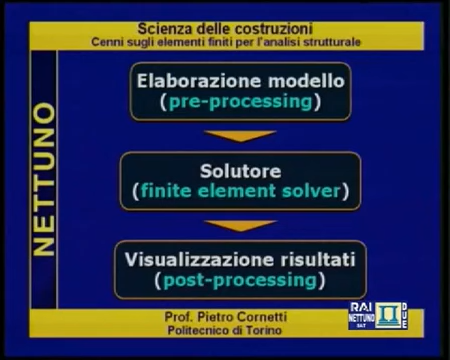 Scienza delle costruzioni
Cenni sugli elementi finiti per l'analisi strutturale
NETTUNO
Elaborazione modello
(pre-processing)
Solutore
(finite element solver)
Visualizzazione risultati
(post-processing)
Prof. Pietro Cornetti
Politecnico di Torino
RAI
NETTUNO
SAT
DUE